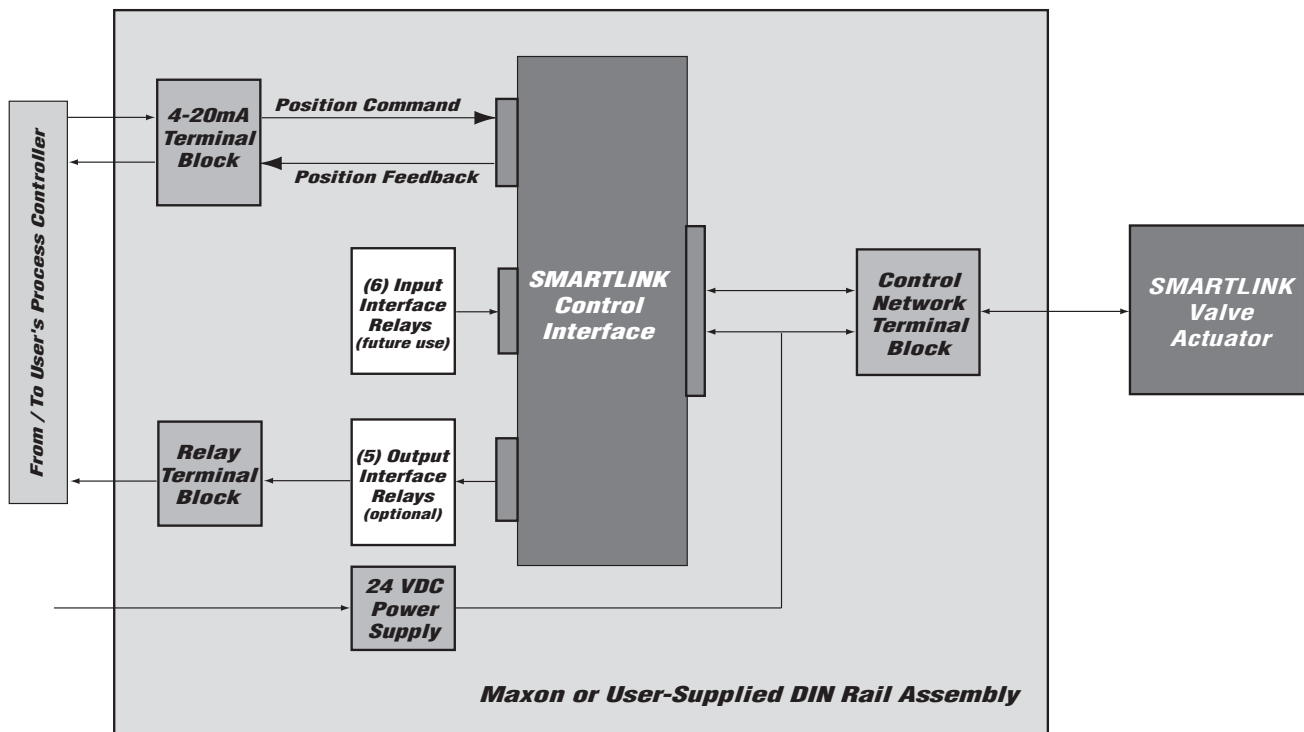 From / To User's Process Controller
4-20mA
Terminal
Block
Position Command
Position Feedback
(6) Input
Interface
Relays
(future use)
SMARTLINK
Control
Interface
Control
Network
Terminal
Block
SMARTLINK
Valve
Actuator
Relay
Terminal
Block
(5) Output
Interface
Relays
(optional)
24 VDC
Power
Supply
Maxon or User-Supplied DIN Rail Assembly